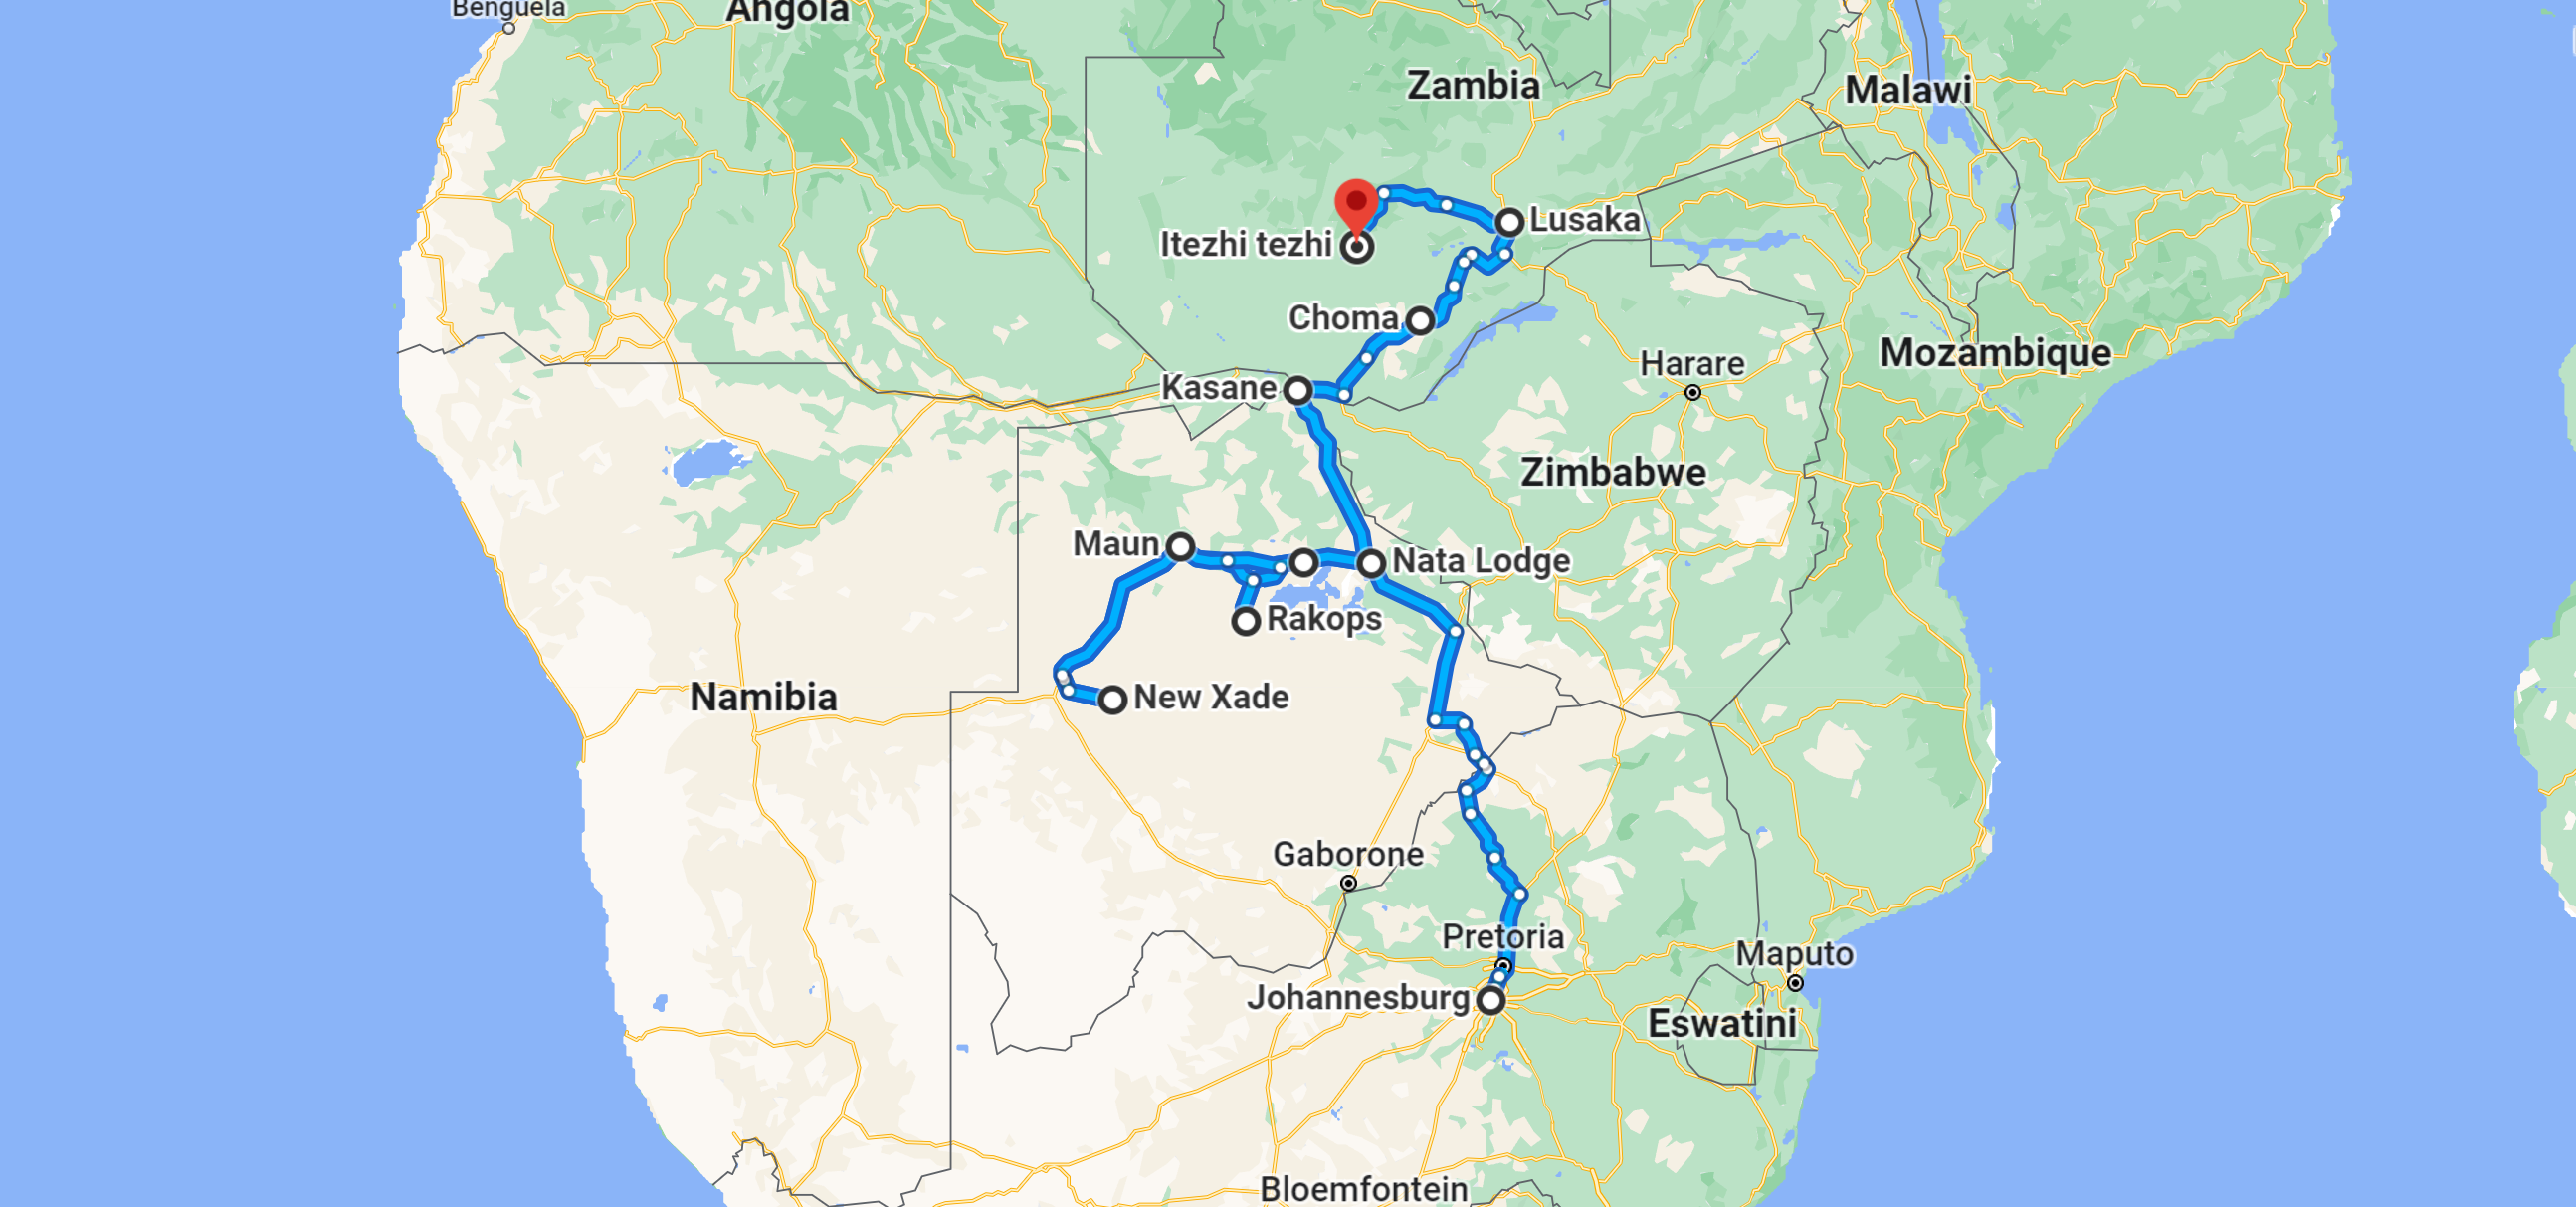 Benguela
Angola
Zambia
Malawi
Lusaka
Itezhi tezhi
Choma
Mozambique
Harare
Kasane
Zimbabwe
Maun
Nata Lodge
Rakops
Namibia
New Xade
Gaborone
Pretoria
Maputo
Johannesburg
Eswatini
Bloemfontein